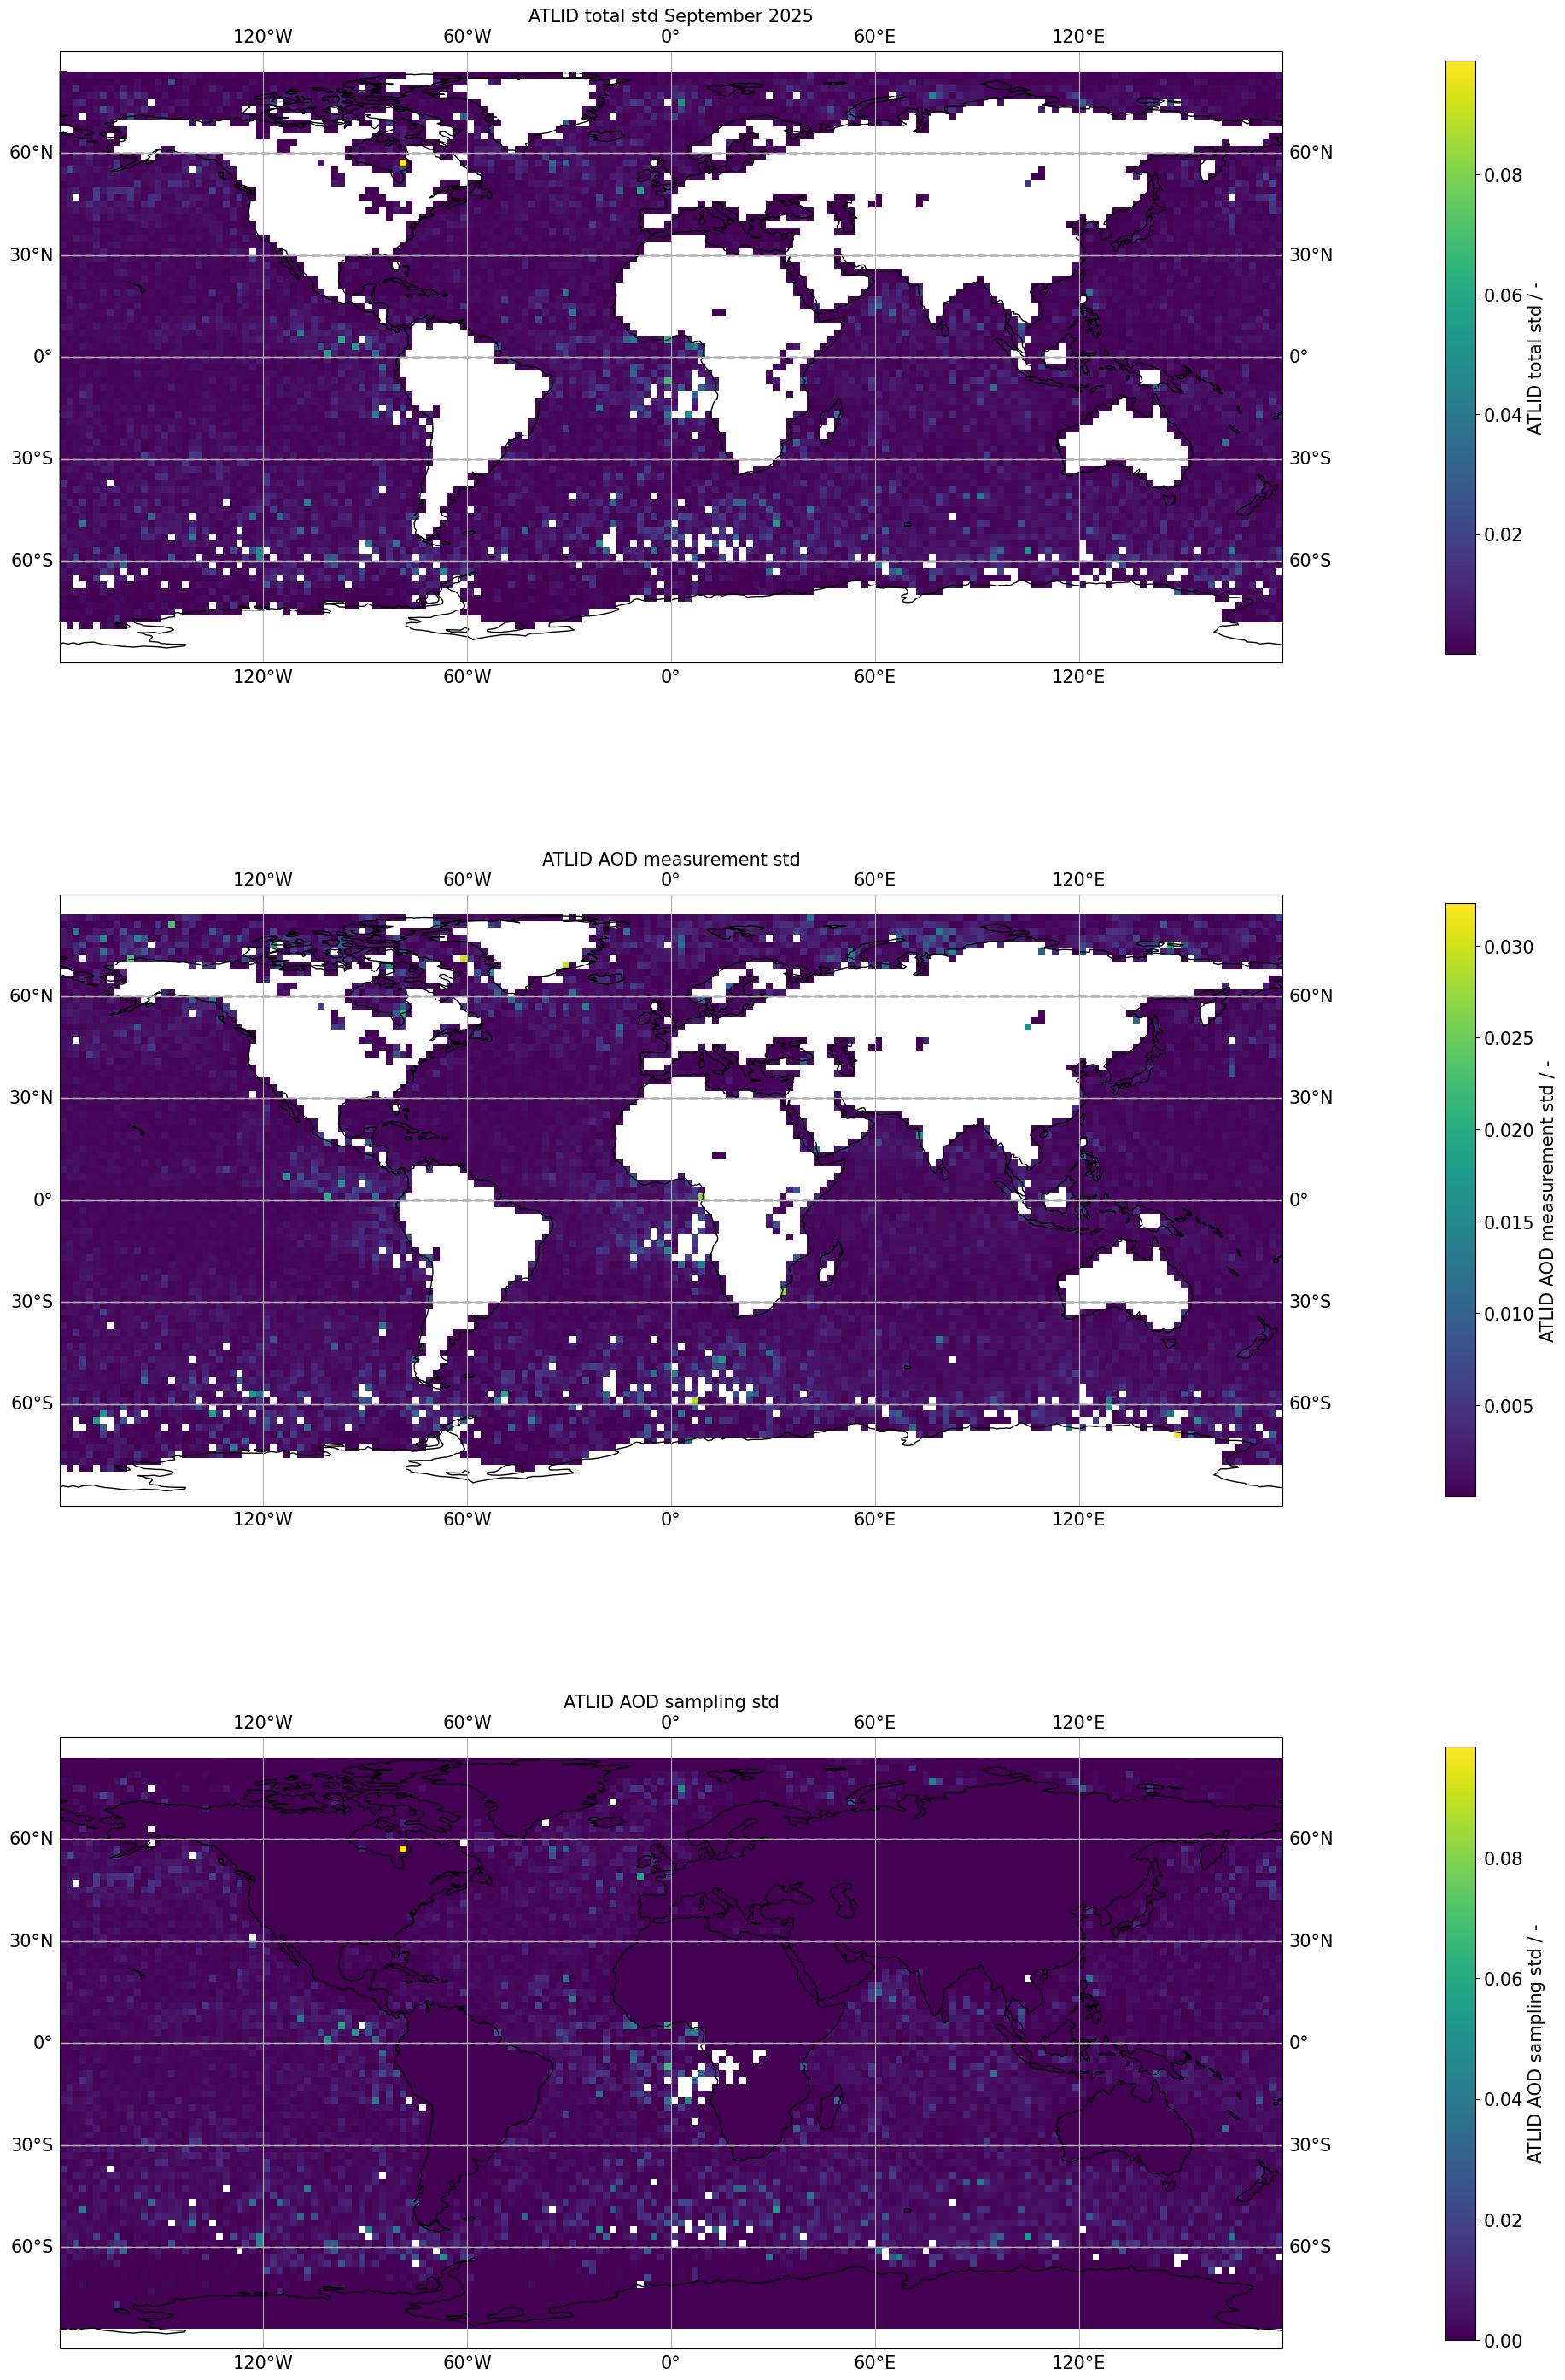 ATLID total std September 2025
120°W 60°W 0° 60°E 120°E
60°N 60°N
30°N 30°N
0° 0°
30°S 30°S
60°S 60°S
120°W 60°W 0° 60°E 120°E
0.08
0.06
0.04
0.02
ATLID total std / -
ATLID AOD measurement std
120°W 60°W 0° 60°E 120°E
60°N 60°N
30°N 30°N
0° 0°
30°S 30°S
60°S 60°S
120°W 60°W 0° 60°E 120°E
0.030
0.025
0.020
0.015
0.010
0.005
ATLID AOD measurement std / -
ATLID AOD sampling std
120°W 60°W 0° 60°E 120°E
60°N 60°N
30°N 30°N
0° 0°
30°S 30°S
60°S 60°S
120°W 60°W 0° 60°E 120°E
0.08
0.06
0.04
0.02
0.00
ATLID AOD sampling std / -